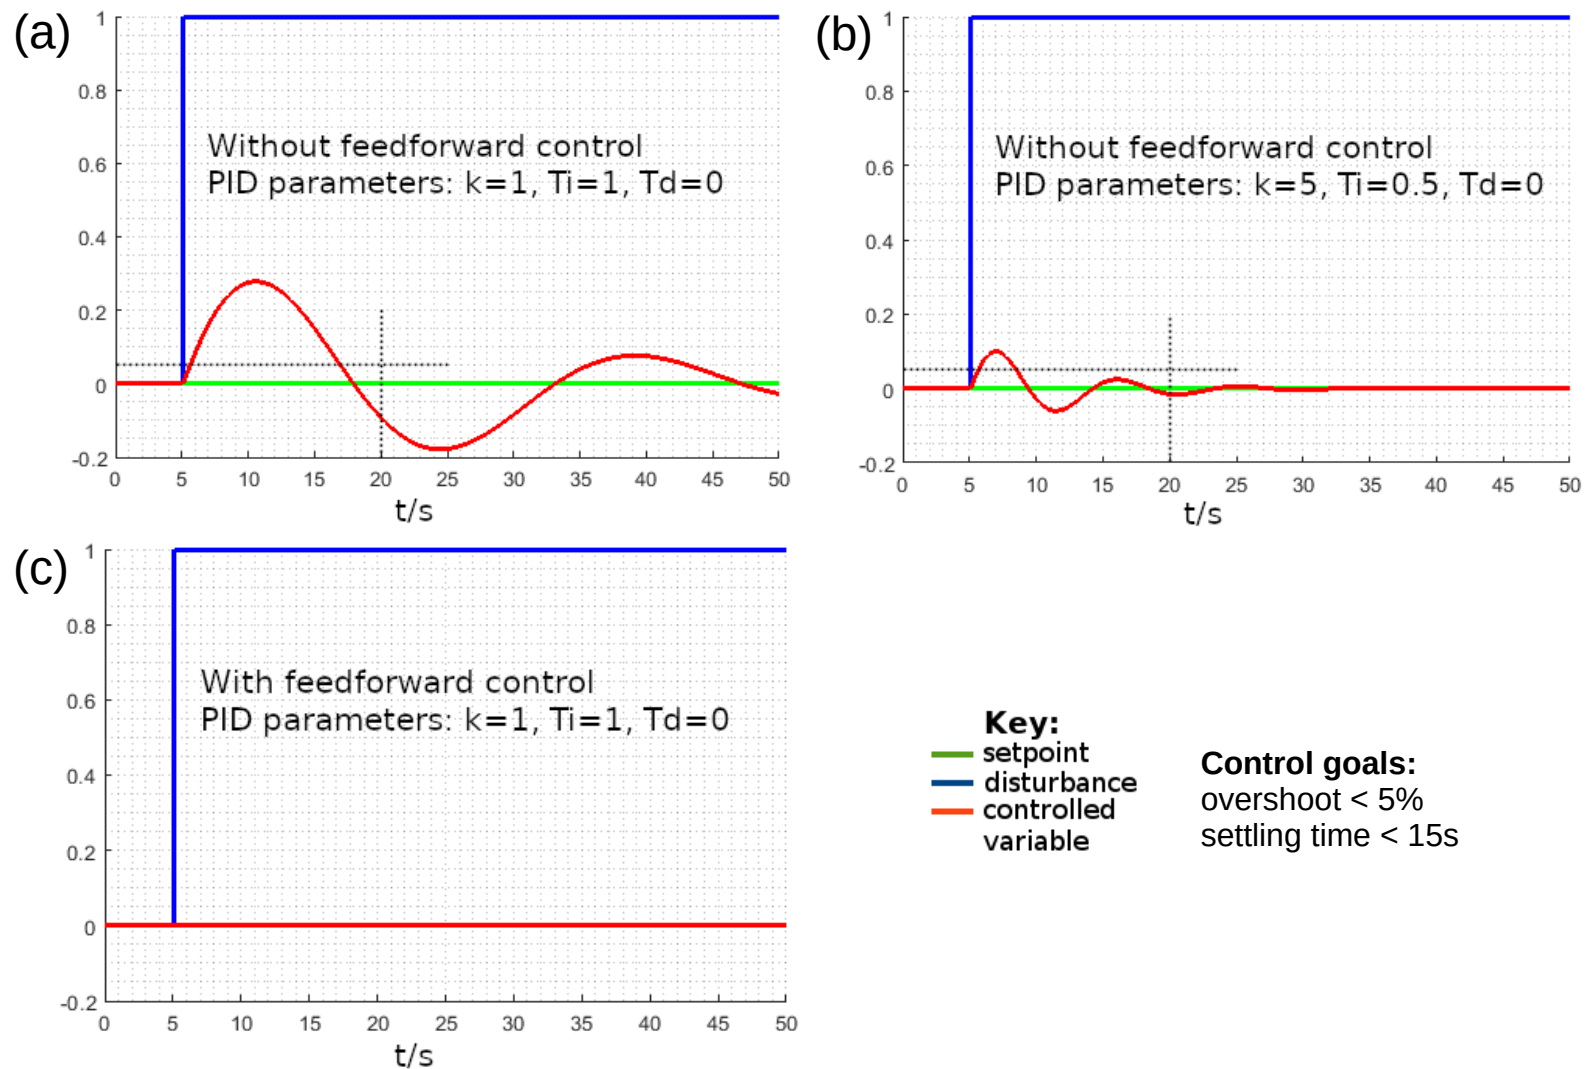 (a)
1
0.8
0.6
0.4
0.2
0
-0.2
Without feedforward control
PID parameters: k=1, Ti=1, Td=0
0 5 10 15 20 25 30 35 40 45 50
t/s
(b)
1
0.8
0.6
0.4
0.2
0
-0.2
Without feedforward control
PID parameters: k=5, Ti=0.5, Td=0
0 5 10 15 20 25 30 35 40 45 50
t/s
(c)
1
0.8
0.6
0.4
0.2
0
-0.2
With feedforward control
PID parameters: k=1, Ti=1, Td=0
0 5 10 15 20 25 30 35 40 45 50
t/s
Key:
setpoint
disturbance
controlled
variable
Control goals:
overshoot < 5%
settling time < 15s